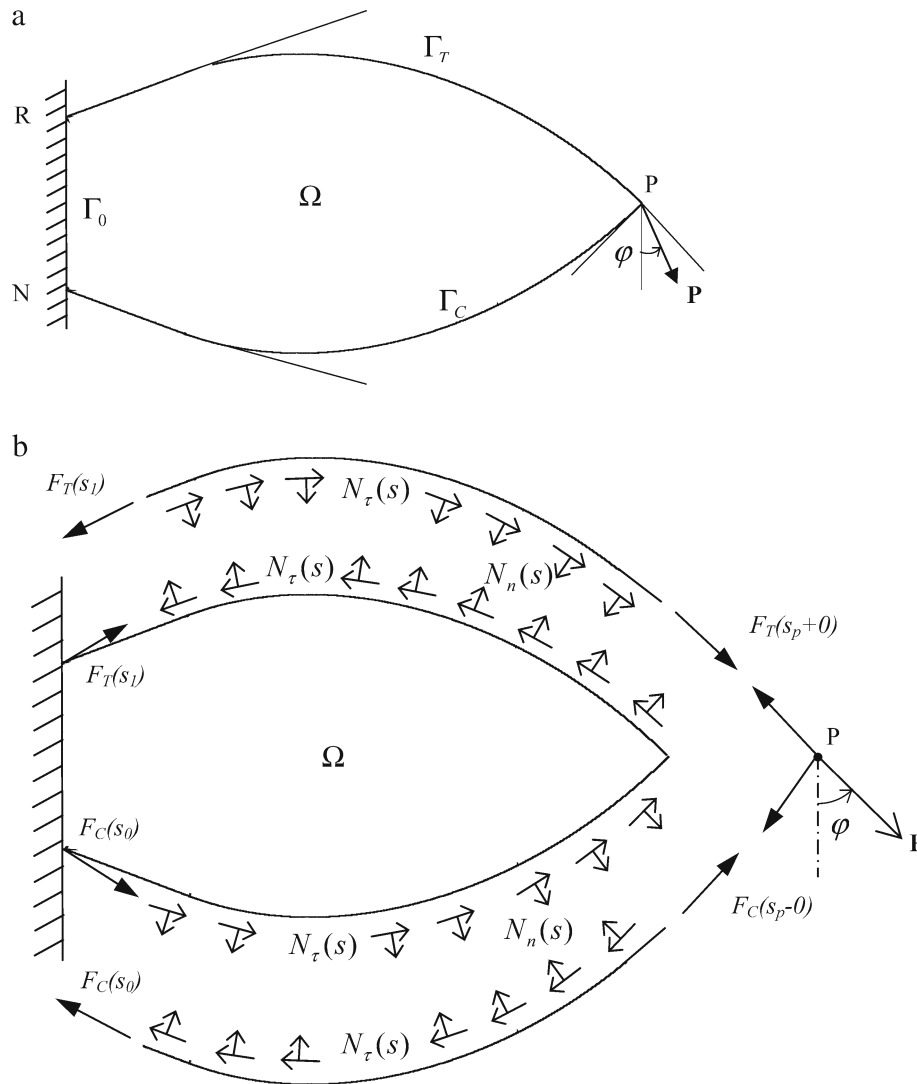 a
Γ_T
R
Ω
P
Γ_0
φ
N
P
Γ_C
b
F_T(s_1)
N_τ(s)
N_τ(s)
N_n(s)
F_T(s_p+0)
F_T(s_1)
P
Ω
F_C(s_0)
φ
F_C(s_p-0)
N_τ(s)
N_n(s)
F_C(s_0)
N_τ(s)